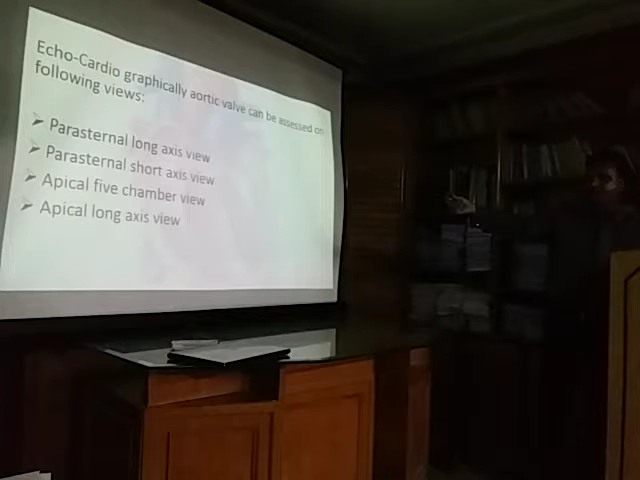 Echo-Cardio graphically aortic valve can be assessed on
following views:
➢ Parasternal long axis view
➢ Parasternal short axis view
➢ Apical five chamber view
➢ Apical long axis view